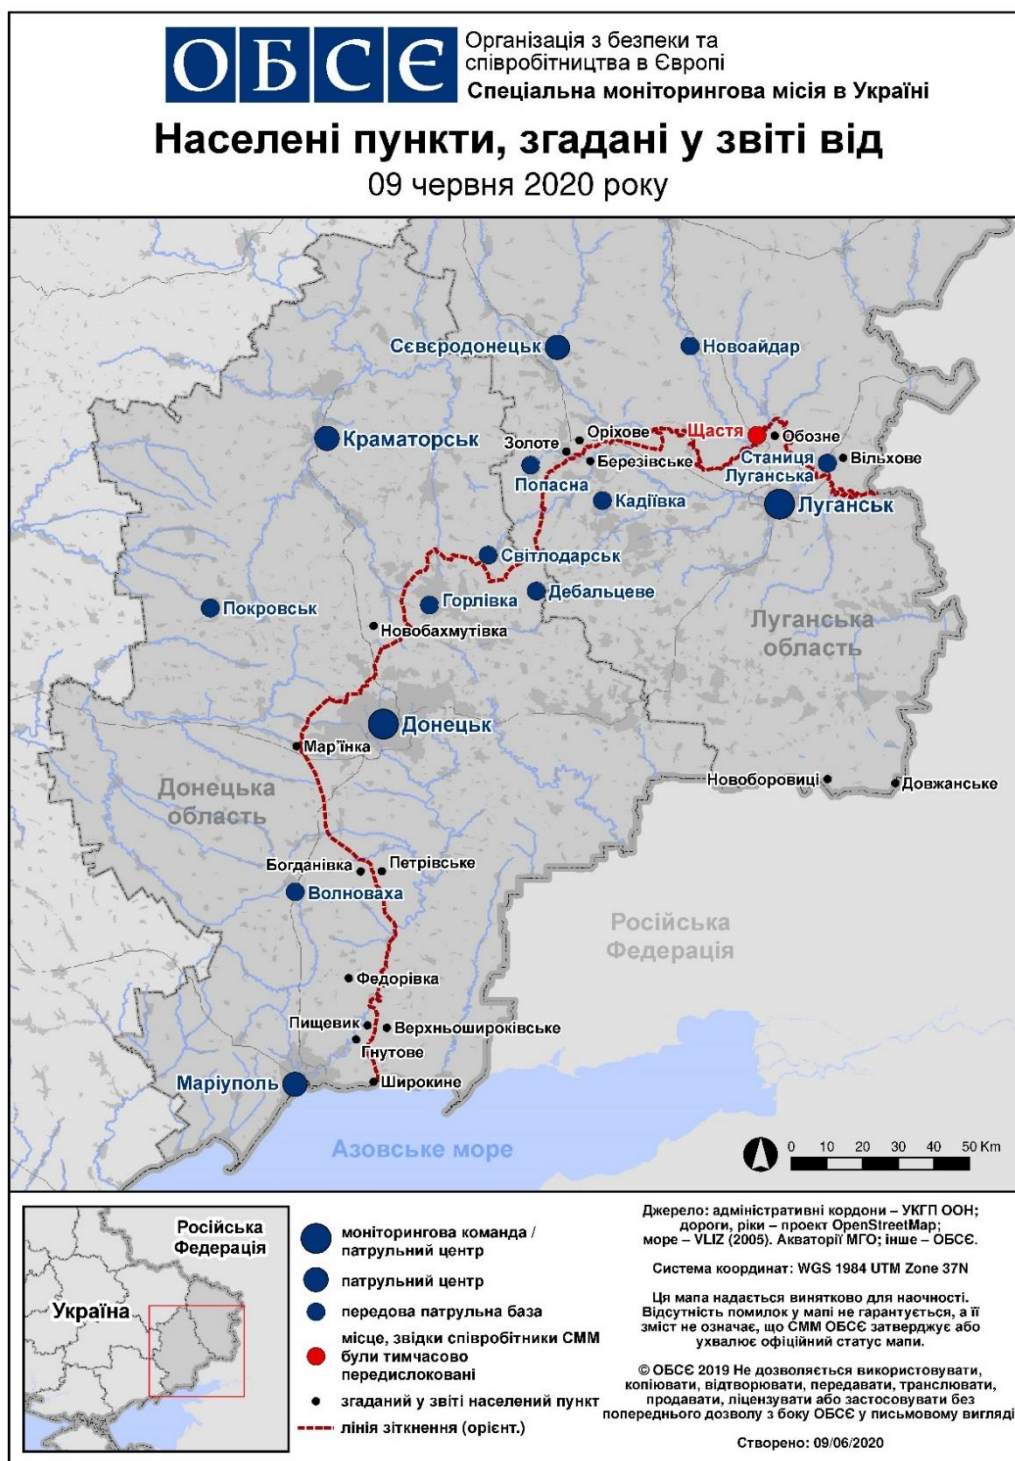 ОБСЄ
Організація з безпеки та
співробітництва в Європі
Спеціальна моніторингова місія в Україні
Населені пункти, згадані у звіті від
09 червня 2020 року
Сєвєродонецьк
Новоайдар
Щастя
Обозне
Оріхове
Золоте
Краматорськ
Березівське
Станиця
Луганська
Вільхове
Попасна
Кадіївка
Луганськ
Світлодарськ
Дебальцеве
Горлівка
Покровськ
Новобахмутівка
Луганська
область
Донецьк
Мар'їнка
Новоборовиці
Довжанське
Донецька
область
Богданівка
Петрівське
Волноваха
Російська
Федерація
Федорівка
Пищевик
Верхньошироківське
Гнутове
Маріуполь
Широкине
Азовське море
0 10 20 30 40 50 Km
Російська
Федерація
Україна
моніторингова команда /
патрульний центр
патрульний центр
передова патрульна база
місце, звідки співробітники СММ
були тимчасово
передислоковані
згаданий у звіті населений пункт
лінія зіткнення (орієнт.)
Джерело: адміністративні кордони – УКГП ООН;
дороги, ріки – проект OpenStreetMap;
море – VLIZ (2005). Акваторії МГО; інше – ОБСЄ.
Система координат: WGS 1984 UTM Zone 37N
Ця мапа надається винятково для наочності.
Відсутність помилок у мапі не гарантується, а її
зміст не означає, що СММ ОБСЄ затверджує або
ухвалює офіційний статус мапи.
© ОБСЄ 2019 Не дозволяється використовувати,
копіювати, відтворювати, передавати, транслювати,
продавати, ліцензувати або застосовувати без
попереднього дозволу з боку ОБСЄ у письмовому вигляді
Створено: 09/06/2020